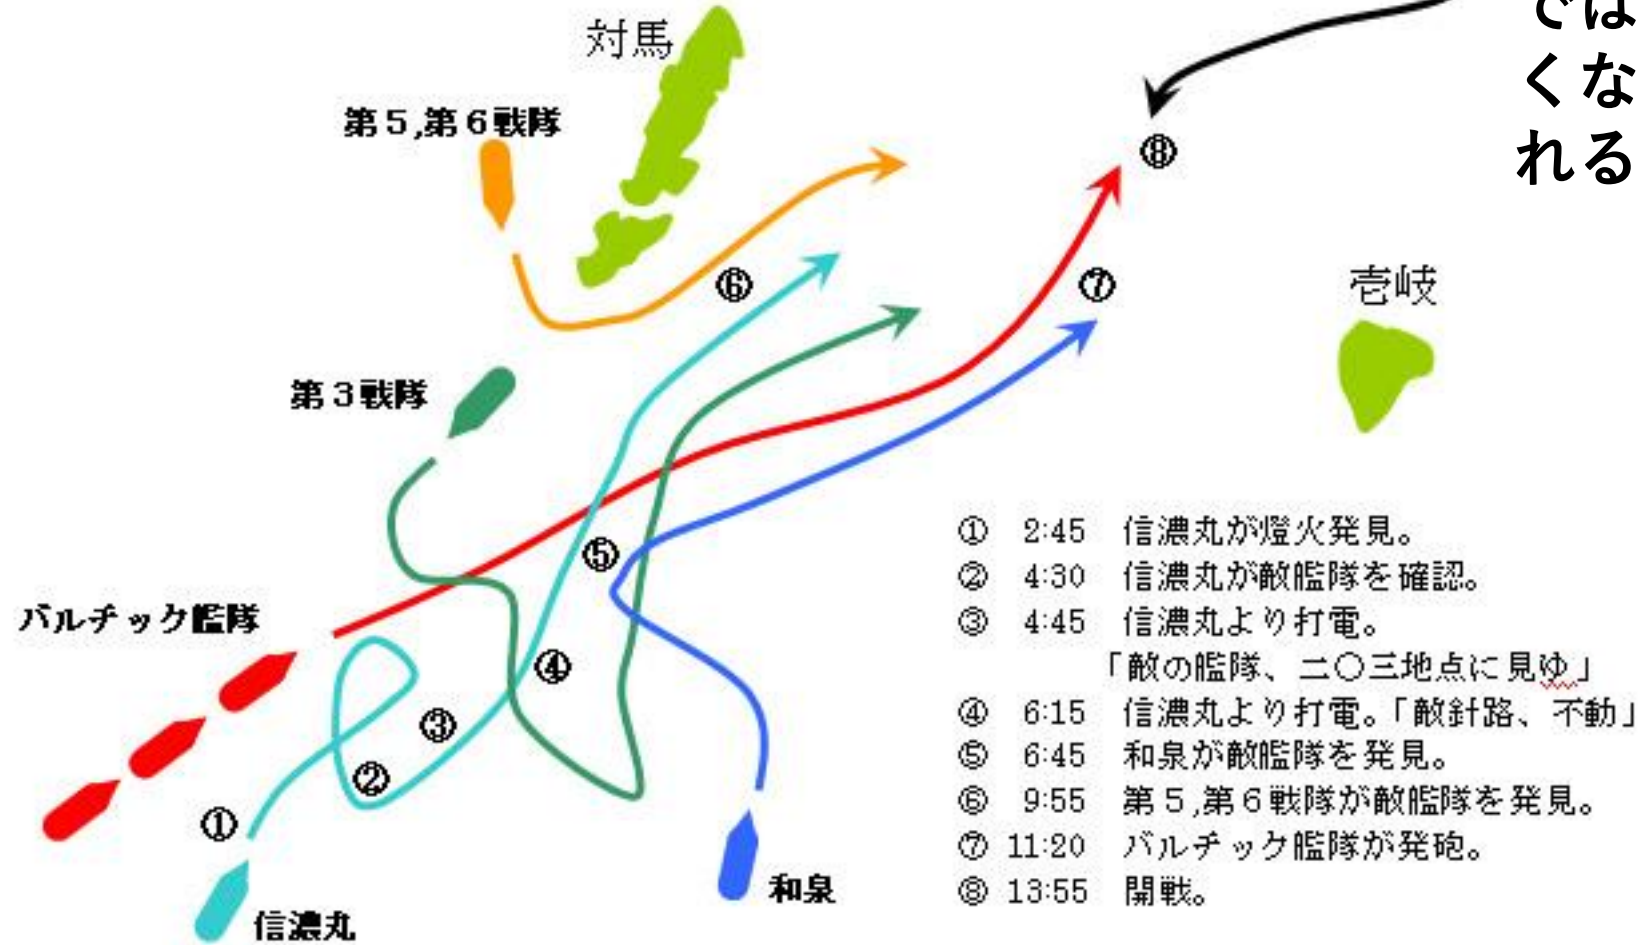 対馬
第５,第６戦隊
⑧
では
くな
れる
⑥
⑦
壱岐
第３戦隊
⑤
バルチック艦隊
④
③
②
①
信濃丸
和泉
① 2:45 信濃丸が燈火発見。
② 4:30 信濃丸が敵艦隊を確認。
③ 4:45 信濃丸より打電。
「敵の艦隊、二〇三地点に見ゆ」
④ 6:15 信濃丸より打電。「敵針路、不動」
⑤ 6:45 和泉が敵艦隊を発見。
⑥ 9:55 第５,第６戦隊が敵艦隊を発見。
⑦ 11:20 バルチック艦隊が発砲。
⑧ 13:55 開戦。